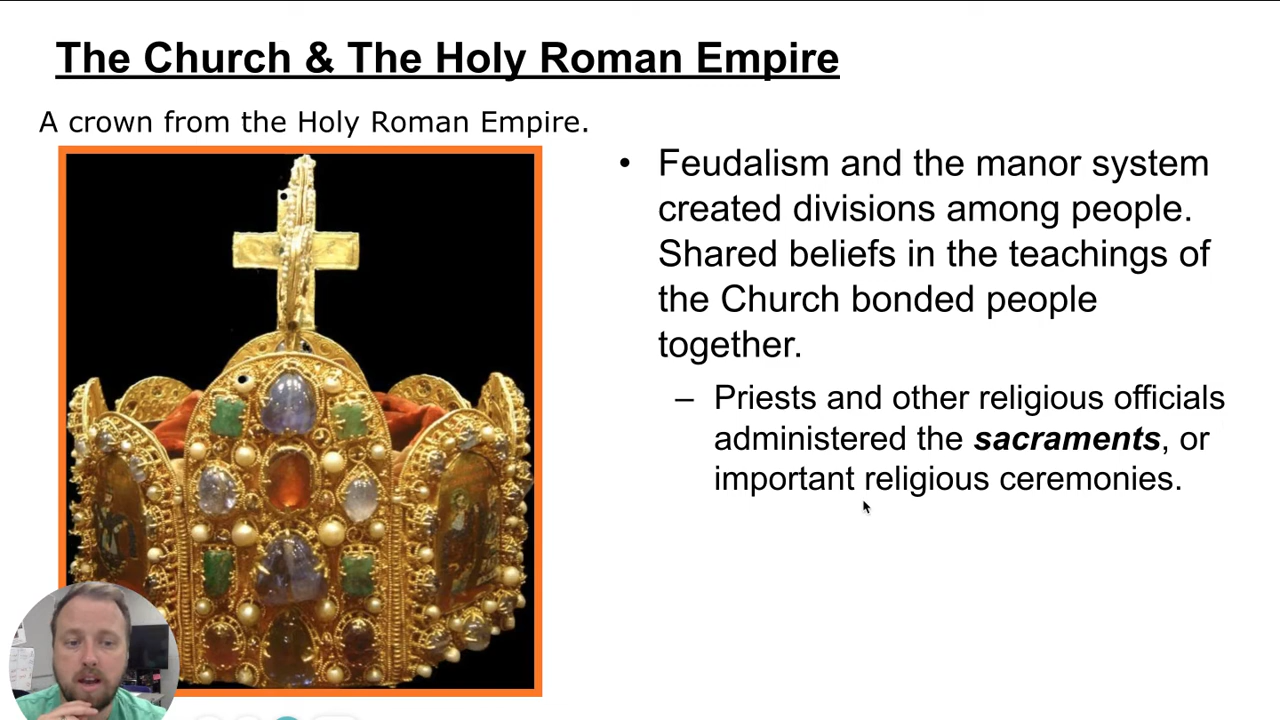 The Church & The Holy Roman Empire
A crown from the Holy Roman Empire.
• Feudalism and the manor system
created divisions among people.
Shared beliefs in the teachings of
the Church bonded people
together.
– Priests and other religious officials
administered the sacraments, or
important religious ceremonies.